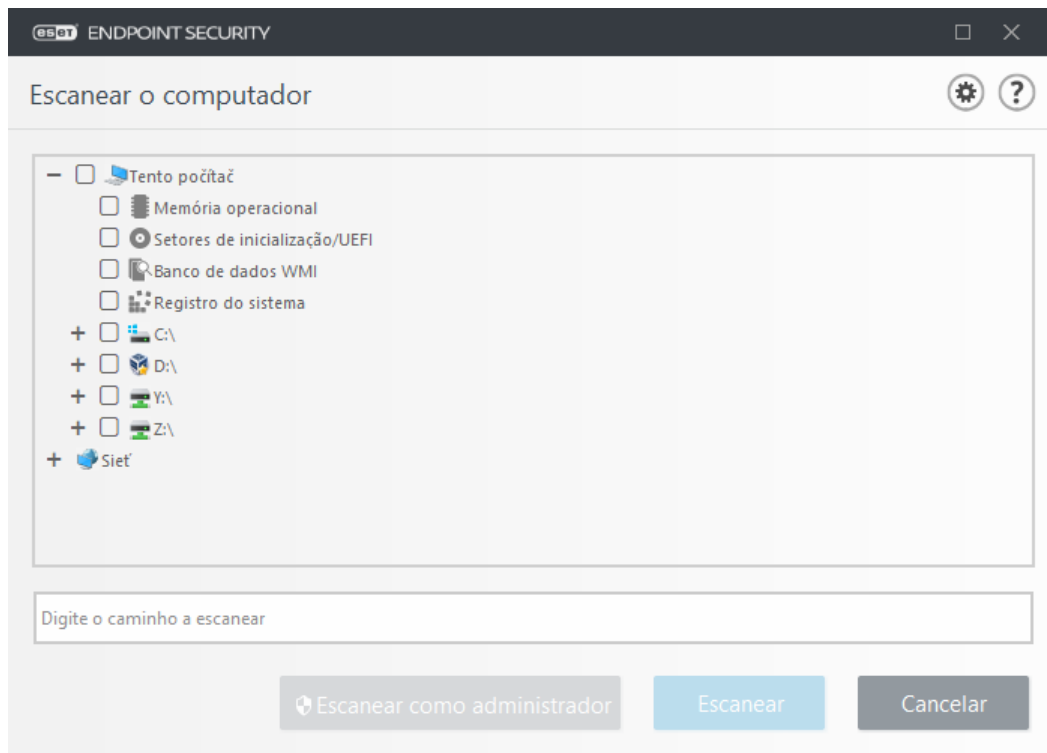 eset ENDPOINT SECURITY
Escanear o computador
Tento počítač
Memória operacional
Setores de inicialização/UEFI
Banco de dados WMI
Registro do sistema
C:\
D:\
Y:\
Z:\
Sieť
Digite o caminho a escanear
Escanear como administrador
Escanear
Cancelar